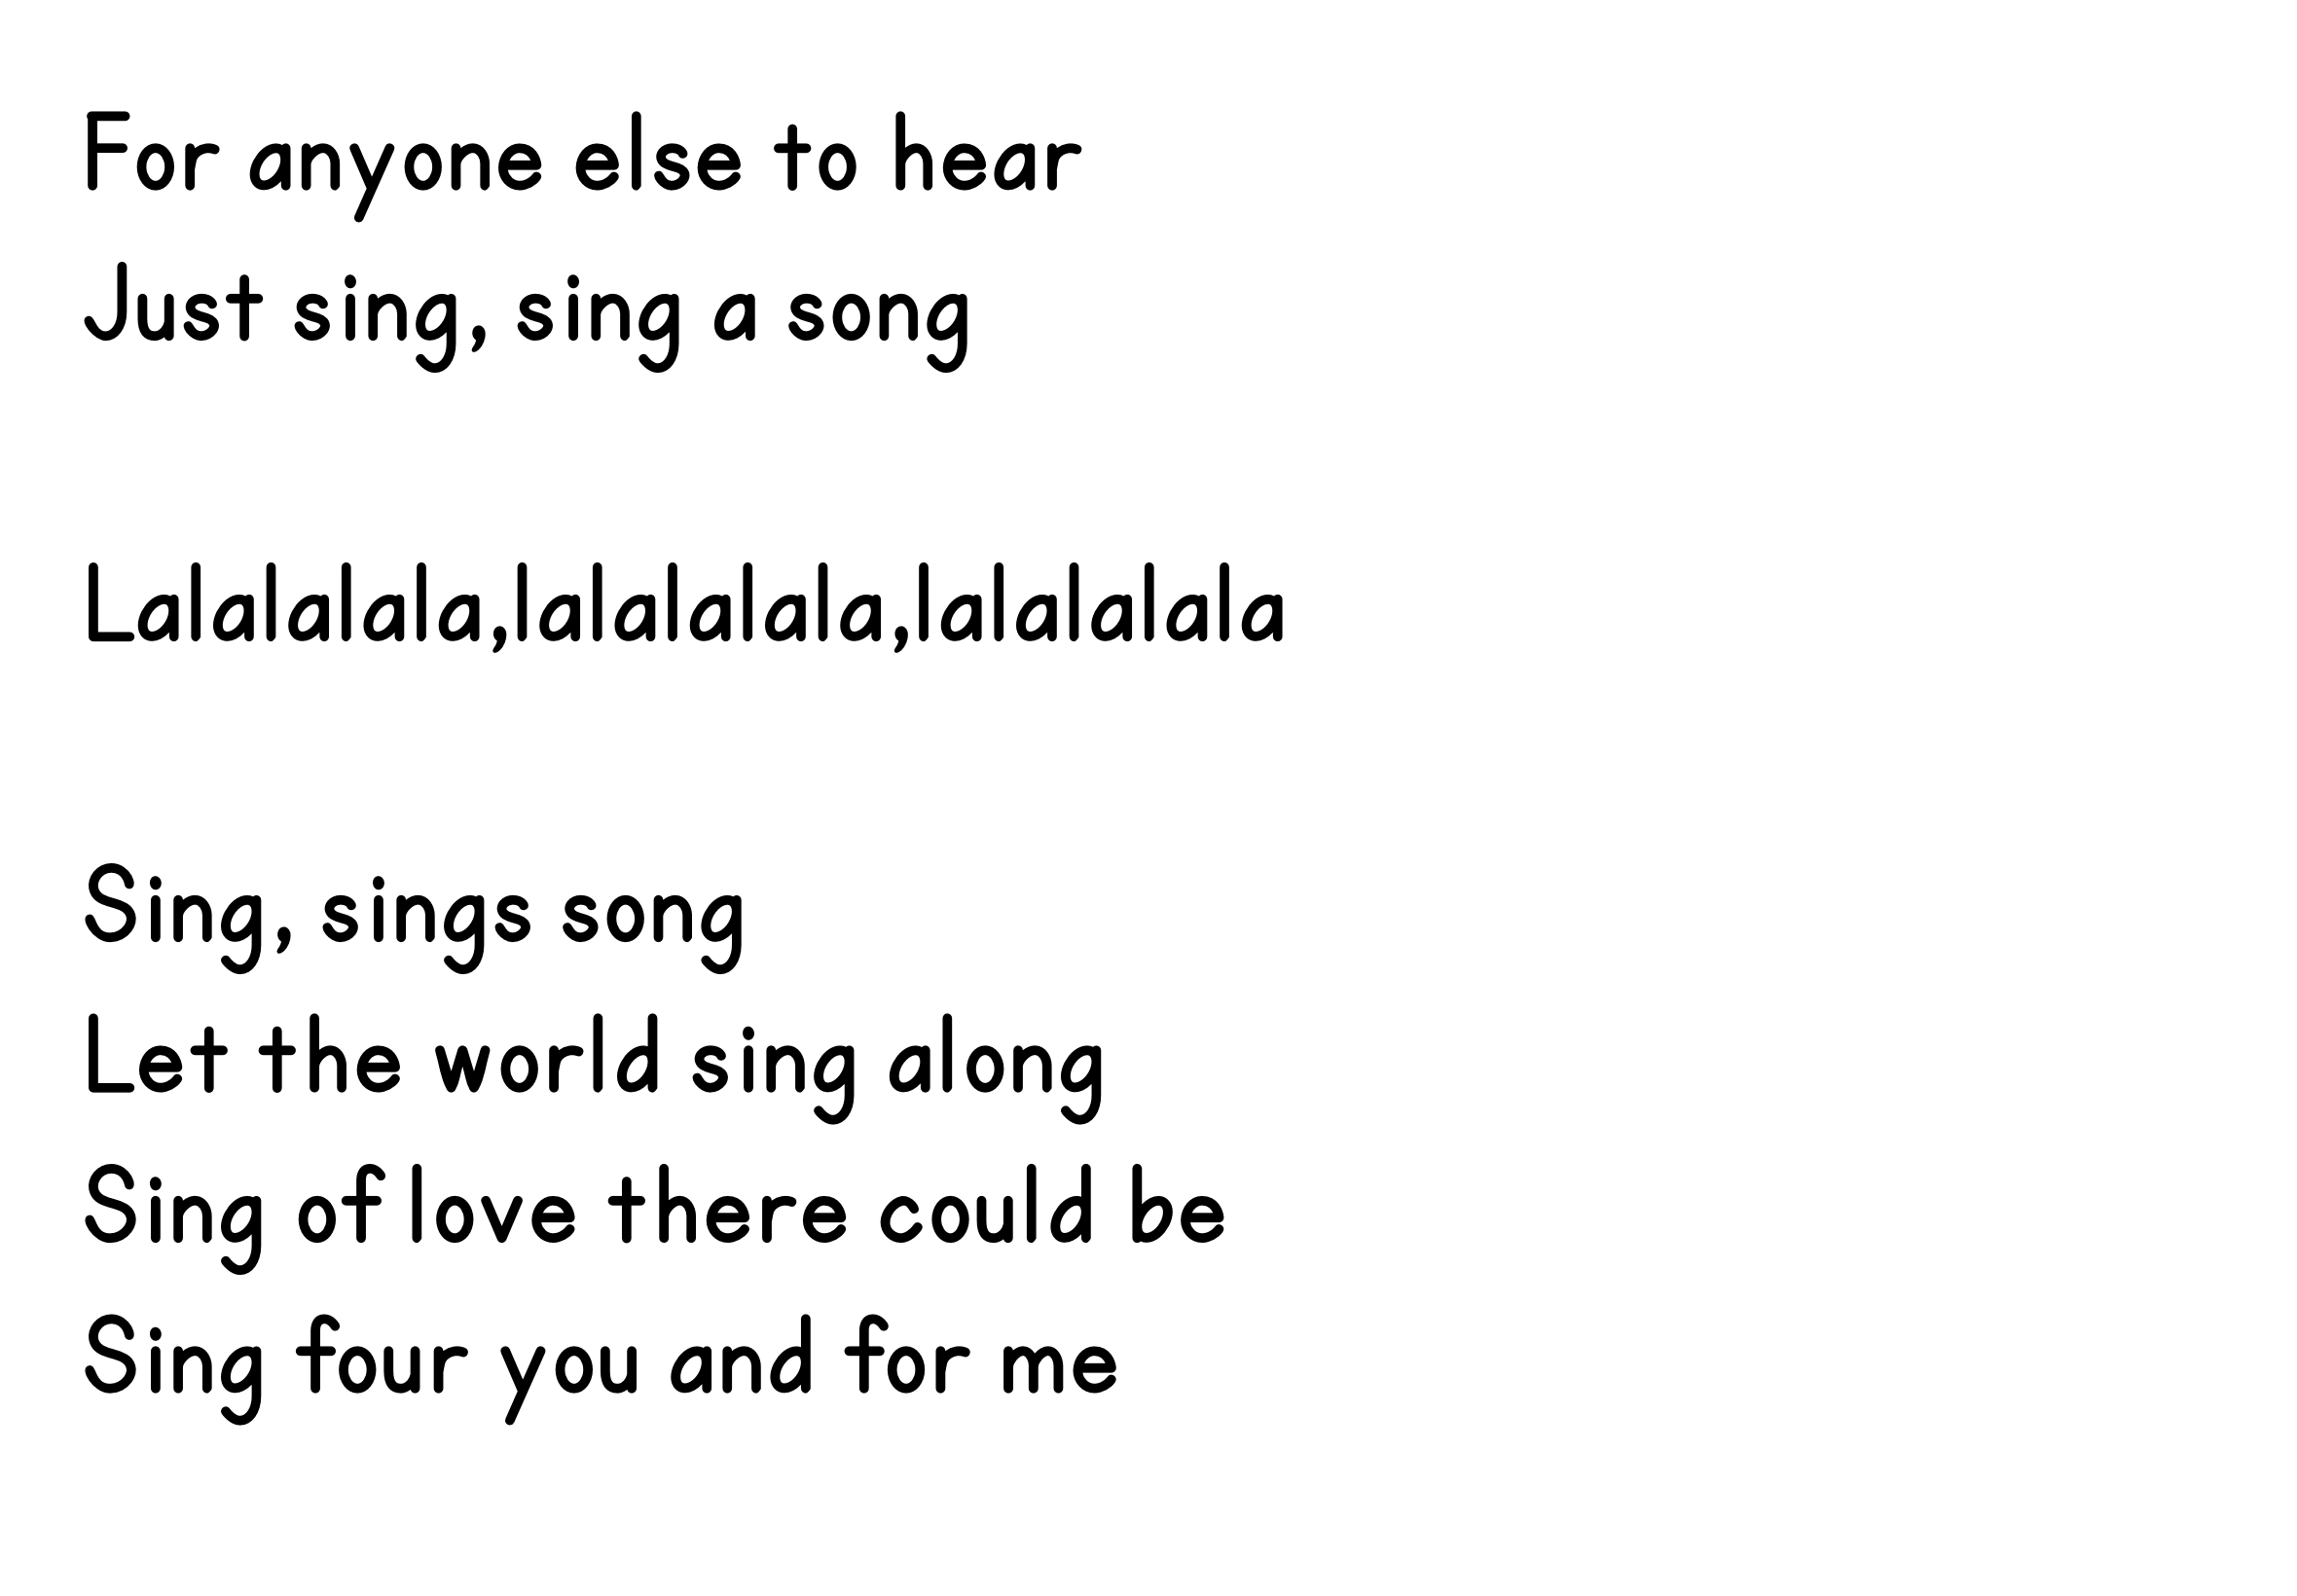 For anyone else to hear
Just sing, sing a song
Lalalalala,lalalalala,lalalalala
Sing, sings song
Let the world sing along
Sing of love there could be
Sing four you and for me